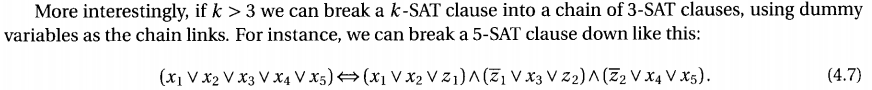 More interestingly, if k > 3 we can break a k-SAT clause into a chain of 3-SAT clauses, using dummy
variables as the chain links. For instance, we can break a 5-SAT clause down like this:
(x₁ ∨ x₂ ∨ x₃ ∨ x₄ ∨ x₅) ⇔ (x₁ ∨ x₂ ∨ z₁) ∧ (z̅₁ ∨ x₃ ∨ z₂) ∧ (z̅₂ ∨ x₄ ∨ x₅). (4.7)